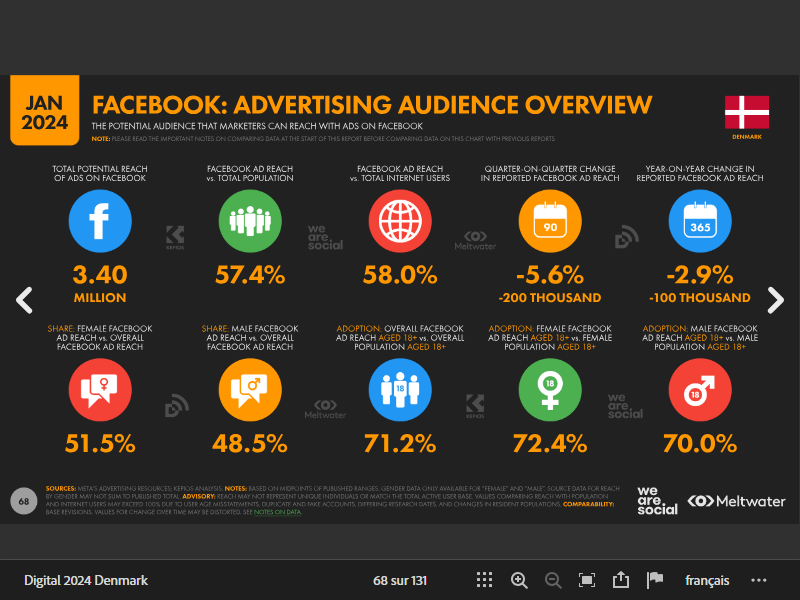 JAN
2024
FACEBOOK: ADVERTISING AUDIENCE OVERVIEW
THE POTENTIAL AUDIENCE THAT MARKETERS CAN REACH WITH ADS ON FACEBOOK
NOTE: PLEASE READ THE IMPORTANT NOTES ON COMPARING DATA AT THE START OF THIS REPORT BEFORE COMPARING DATA ON THIS CHART WITH PREVIOUS REPORTS
DENMARK
TOTAL POTENTIAL REACH
OF ADS ON FACEBOOK
3.40
MILLION
FACEBOOK AD REACH
vs. TOTAL POPULATION
57.4%
FACEBOOK AD REACH
vs. TOTAL INTERNET USERS
58.0%
QUARTER-ON-QUARTER CHANGE
IN REPORTED FACEBOOK AD REACH
90
-5.6%
-200 THOUSAND
YEAR-ON-YEAR CHANGE IN
REPORTED FACEBOOK AD REACH
365
-2.9%
-100 THOUSAND
KEPIOS
we
are.
social
Meltwater
SHARE: FEMALE FACEBOOK
AD REACH vs. OVERALL
FACEBOOK AD REACH
51.5%
SHARE: MALE FACEBOOK
AD REACH vs. OVERALL
FACEBOOK AD REACH
48.5%
ADOPTION: OVERALL FACEBOOK
AD REACH AGED 18+ vs. OVERALL
POPULATION AGED 18+
18
71.2%
ADOPTION: FEMALE FACEBOOK
AD REACH AGED 18+ vs. FEMALE
POPULATION AGED 18+
18
72.4%
ADOPTION: MALE FACEBOOK
AD REACH AGED 18+ vs. MALE
POPULATION AGED 18+
18
70.0%
Meltwater
KEPIOS
we
are.
social
68
SOURCES: META'S ADVERTISING RESOURCES; KEPIOS ANALYSIS. NOTES: BASED ON MIDPOINTS OF PUBLISHED RANGES. GENDER DATA ONLY AVAILABLE FOR "FEMALE" AND "MALE". SOURCE DATA FOR REACH
BY GENDER MAY NOT SUM TO PUBLISHED TOTAL. ADVISORY: REACH MAY NOT REPRESENT UNIQUE INDIVIDUALS OR MATCH THE TOTAL ACTIVE USER BASE. VALUES COMPARING REACH WITH POPULATION
AND INTERNET USERS MAY EXCEED 100% DUE TO USER AGE MISSTATEMENTS, DUPLICATE AND FAKE ACCOUNTS, DIFFERING RESEARCH DATES, AND CHANGES IN RESIDENT POPULATIONS. COMPARABILITY:
BASE REVISIONS. VALUES FOR CHANGE OVER TIME MAY BE DISTORTED. SEE NOTES ON DATA.
we
are.
social
Meltwater
Digital 2024 Denmark
68 sur 131
français